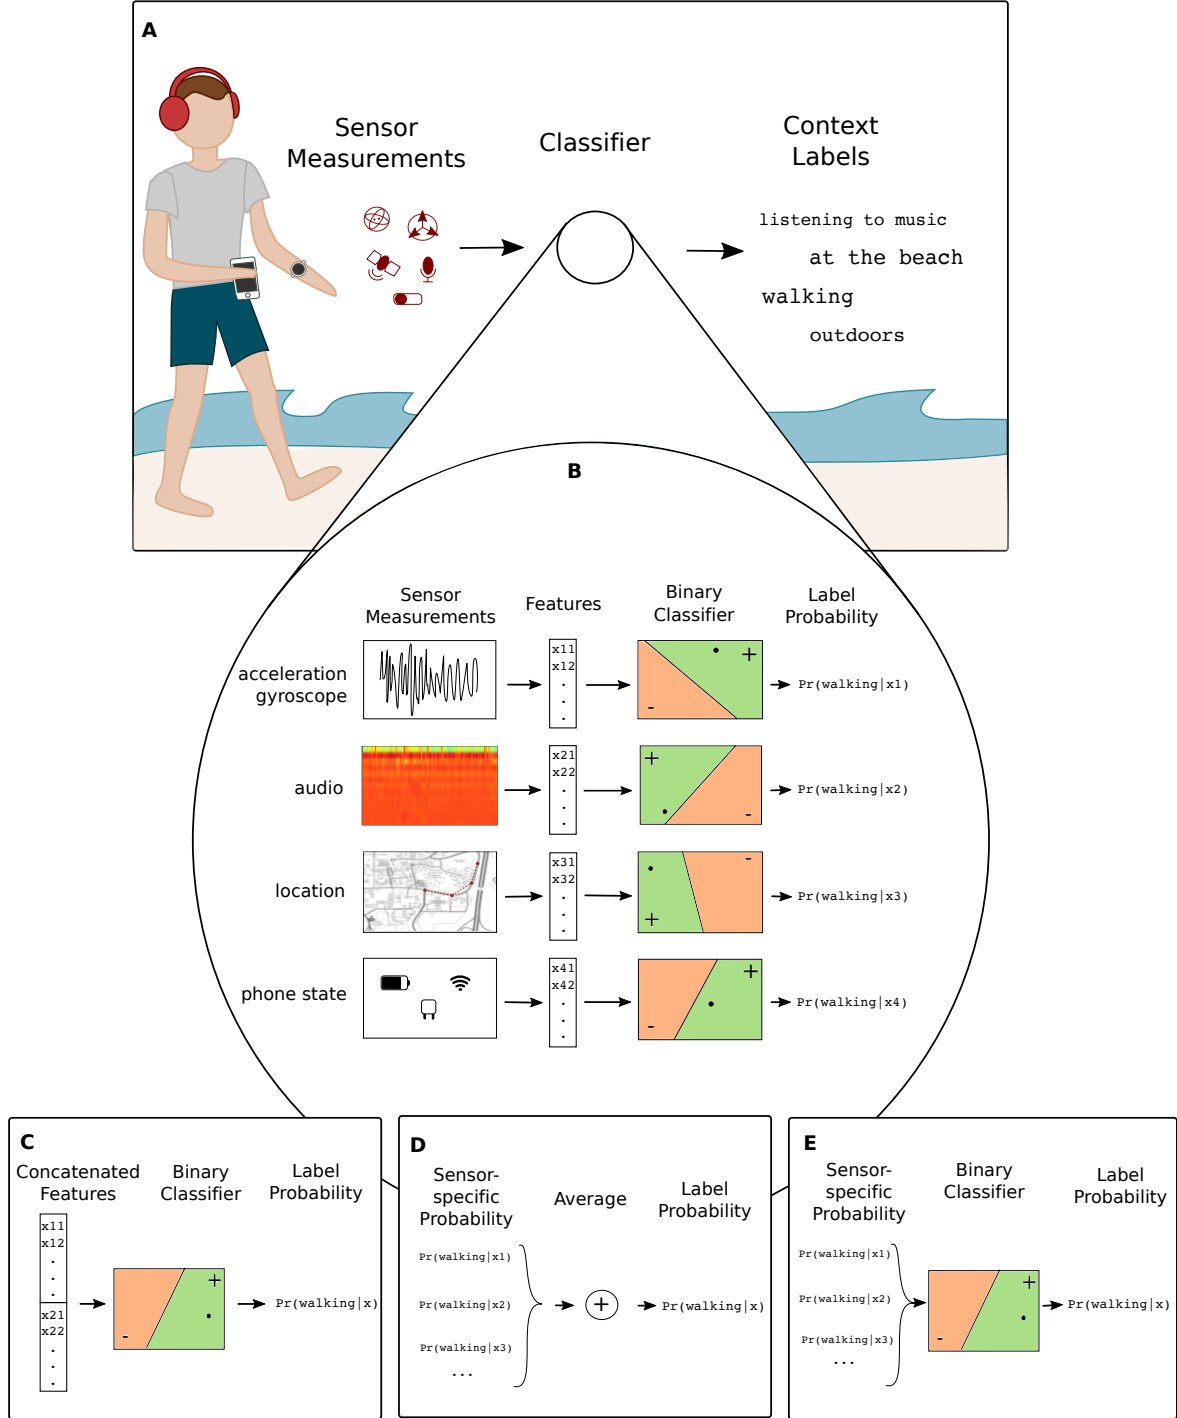 A
Sensor
Measurements
Classifier
Context
Labels
listening to music
at the beach
walking
outdoors
B
Sensor
Measurements
Features
Binary
Classifier
Label
Probability
acceleration
gyroscope
x11
x12
.
.
.
+
-
Pr(walking|x1)
audio
x21
x22
.
.
.
+
-
Pr(walking|x2)
location
x31
x32
.
.
.
-
+
Pr(walking|x3)
phone state
x41
x42
.
.
.
+
-
Pr(walking|x4)
C
Concatenated
Features
Binary
Classifier
Label
Probability
x11
x12
.
.
.
x21
x22
.
.
.
+
-
Pr(walking|x)
D
Sensor-
specific
Probability
Average
Label
Probability
Pr(walking|x1)
Pr(walking|x2)
Pr(walking|x3)
...
+
Pr(walking|x)
E
Sensor-
specific
Probability
Binary
Classifier
Label
Probability
Pr(walking|x1)
Pr(walking|x2)
Pr(walking|x3)
...
+
-
Pr(walking|x)